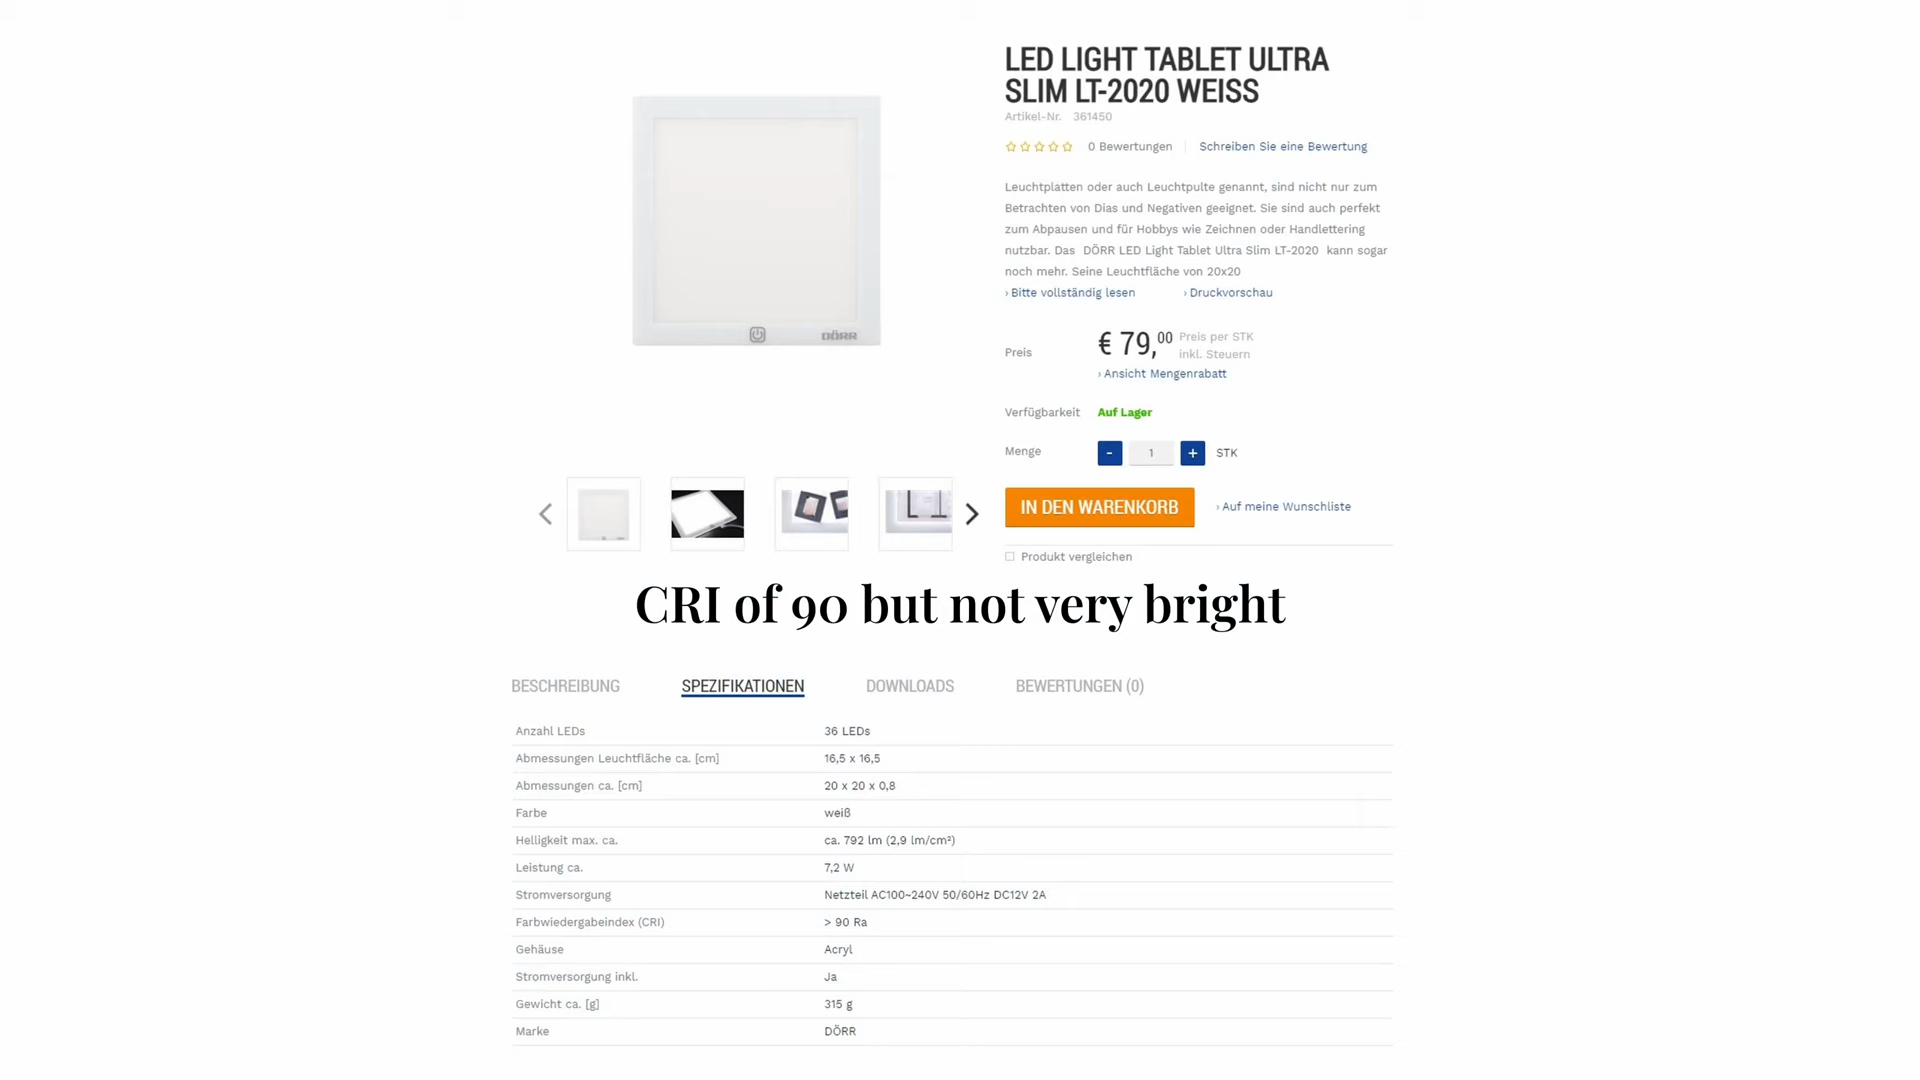 LED LIGHT TABLET ULTRA
SLIM LT-2020 WEISS
Artikel-Nr. 361450
0 Bewertungen
Schreiben Sie eine Bewertung
Leuchtplatten oder auch Leuchtpulte genannt, sind nicht nur zum
Betrachten von Dias und Negativen geeignet. Sie sind auch perfekt
zum Abpausen und für Hobbys wie Zeichnen oder Handlettering
nutzbar. Das DÖRR LED Light Tablet Ultra Slim LT-2020 kann sogar
noch mehr. Seine Leuchtfläche von 20x20
› Bitte vollständig lesen › Druckvorschau
DÖRR
Preis € 79,00 Preis per STK
inkl. Steuern
› Ansicht Mengenrabatt
Verfügbarkeit Auf Lager
Menge - 1 + STK
IN DEN WARENKORB › Auf meine Wunschliste
Produkt vergleichen
CRI of 90 but not very bright
BESCHREIBUNG SPEZIFIKATIONEN DOWNLOADS BEWERTUNGEN (0)
Anzahl LEDs 36 LEDs
Abmessungen Leuchtfläche ca. [cm] 16,5 x 16,5
Abmessungen ca. [cm] 20 x 20 x 0,8
Farbe weiß
Helligkeit max. ca. ca. 792 lm (2,9 lm/cm²)
Leistung ca. 7,2 W
Stromversorgung Netzteil AC100~240V 50/60Hz DC12V 2A
Farbwiedergabeindex (CRI) > 90 Ra
Gehäuse Acryl
Stromversorgung inkl. Ja
Gewicht ca. [g] 315 g
Marke DÖRR